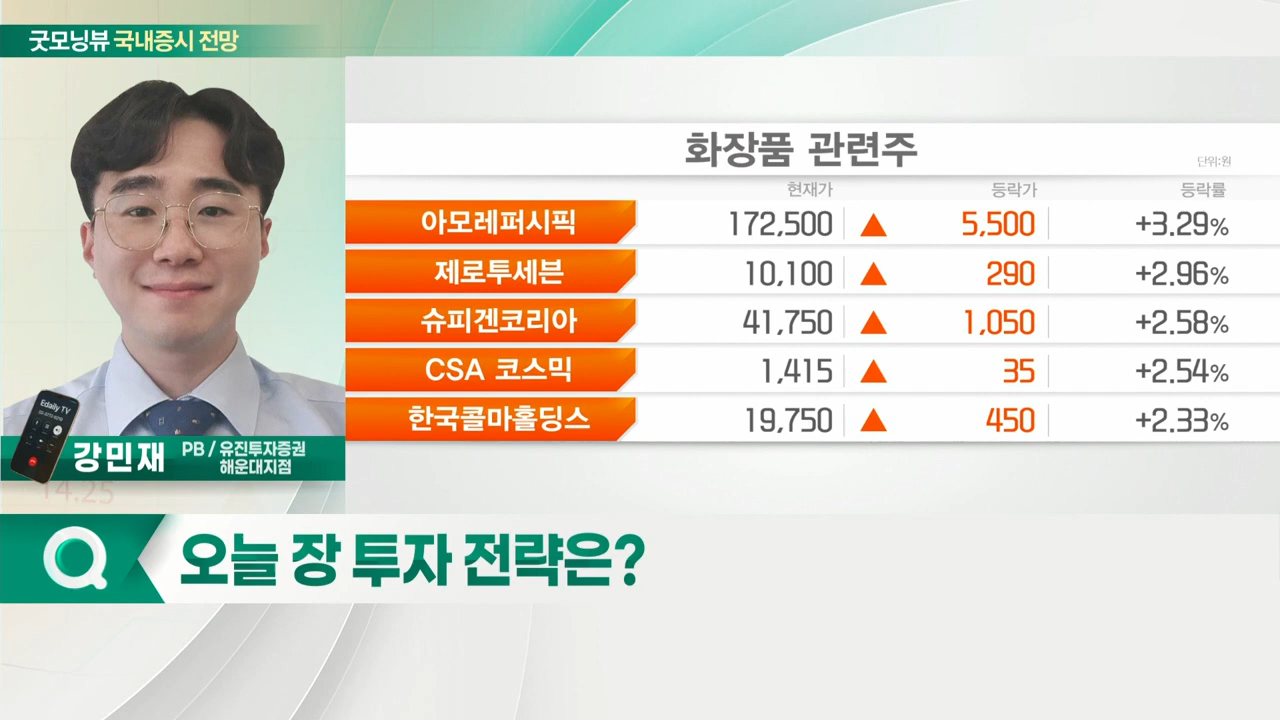 굿모닝뷰 국내증시 전망
화장품 관련주
단위:원
현재가 등락가 등락률
아모레퍼시픽 172,500 ▲ 5,500 +3.29%
제로투세븐 10,100 ▲ 290 +2.96%
슈피겐코리아 41,750 ▲ 1,050 +2.58%
CSA 코스믹 1,415 ▲ 35 +2.54%
한국콜마홀딩스 19,750 ▲ 450 +2.33%
Edaily TV
강민재 PB / 유진투자증권
해운대지점
14.25
Q 오늘 장 투자 전략은?